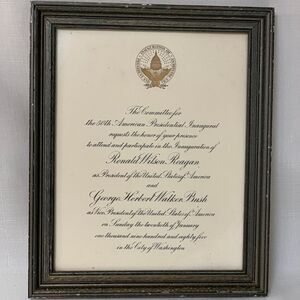 The Committee for
the 50th American Presidential Inaugural
requests the honor of your presence
to attend and participate in the Inauguration of
Ronald Wilson Reagan
as President of the United States of America
and
George Herbert Walker Bush
as Vice President of the United States of America
on Sunday the twentieth of January
one thousand nine hundred and eighty five
in the City of Washington